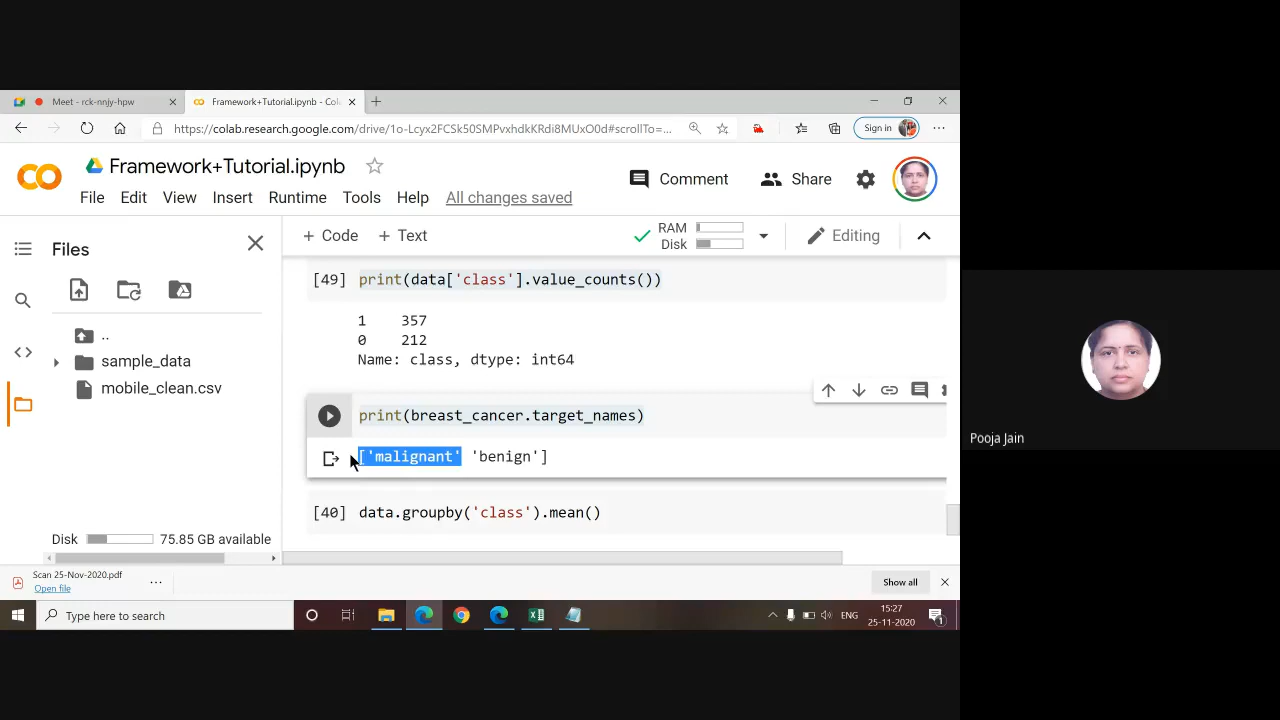 Meet - rck-nnjy-hpw
Framework+Tutorial.ipynb - Col
https://colab.research.google.com/drive/1o-Lcyx2FCSk50SMPvxhdkKRdi8MUxO0d#scrollTo=...
Sign in
Framework+Tutorial.ipynb
Comment
Share
File Edit View Insert Runtime Tools Help All changes saved
Files
+ Code + Text
RAM
Disk
Editing
..
sample_data
mobile_clean.csv
Disk 75.85 GB available
[49] print(data['class'].value_counts())
1 357
0 212
Name: class, dtype: int64
print(breast_cancer.target_names)
['malignant' 'benign']
[40] data.groupby('class').mean()
Pooja Jain
Scan 25-Nov-2020.pdf
Open file
Show all
Type here to search
ENG
15:27
25-11-2020
1